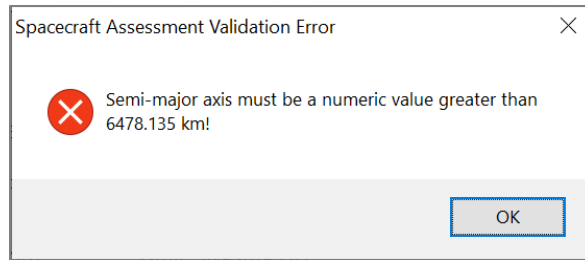 Spacecraft Assessment Validation Error
Semi-major axis must be a numeric value greater than
6478.135 km!
OK